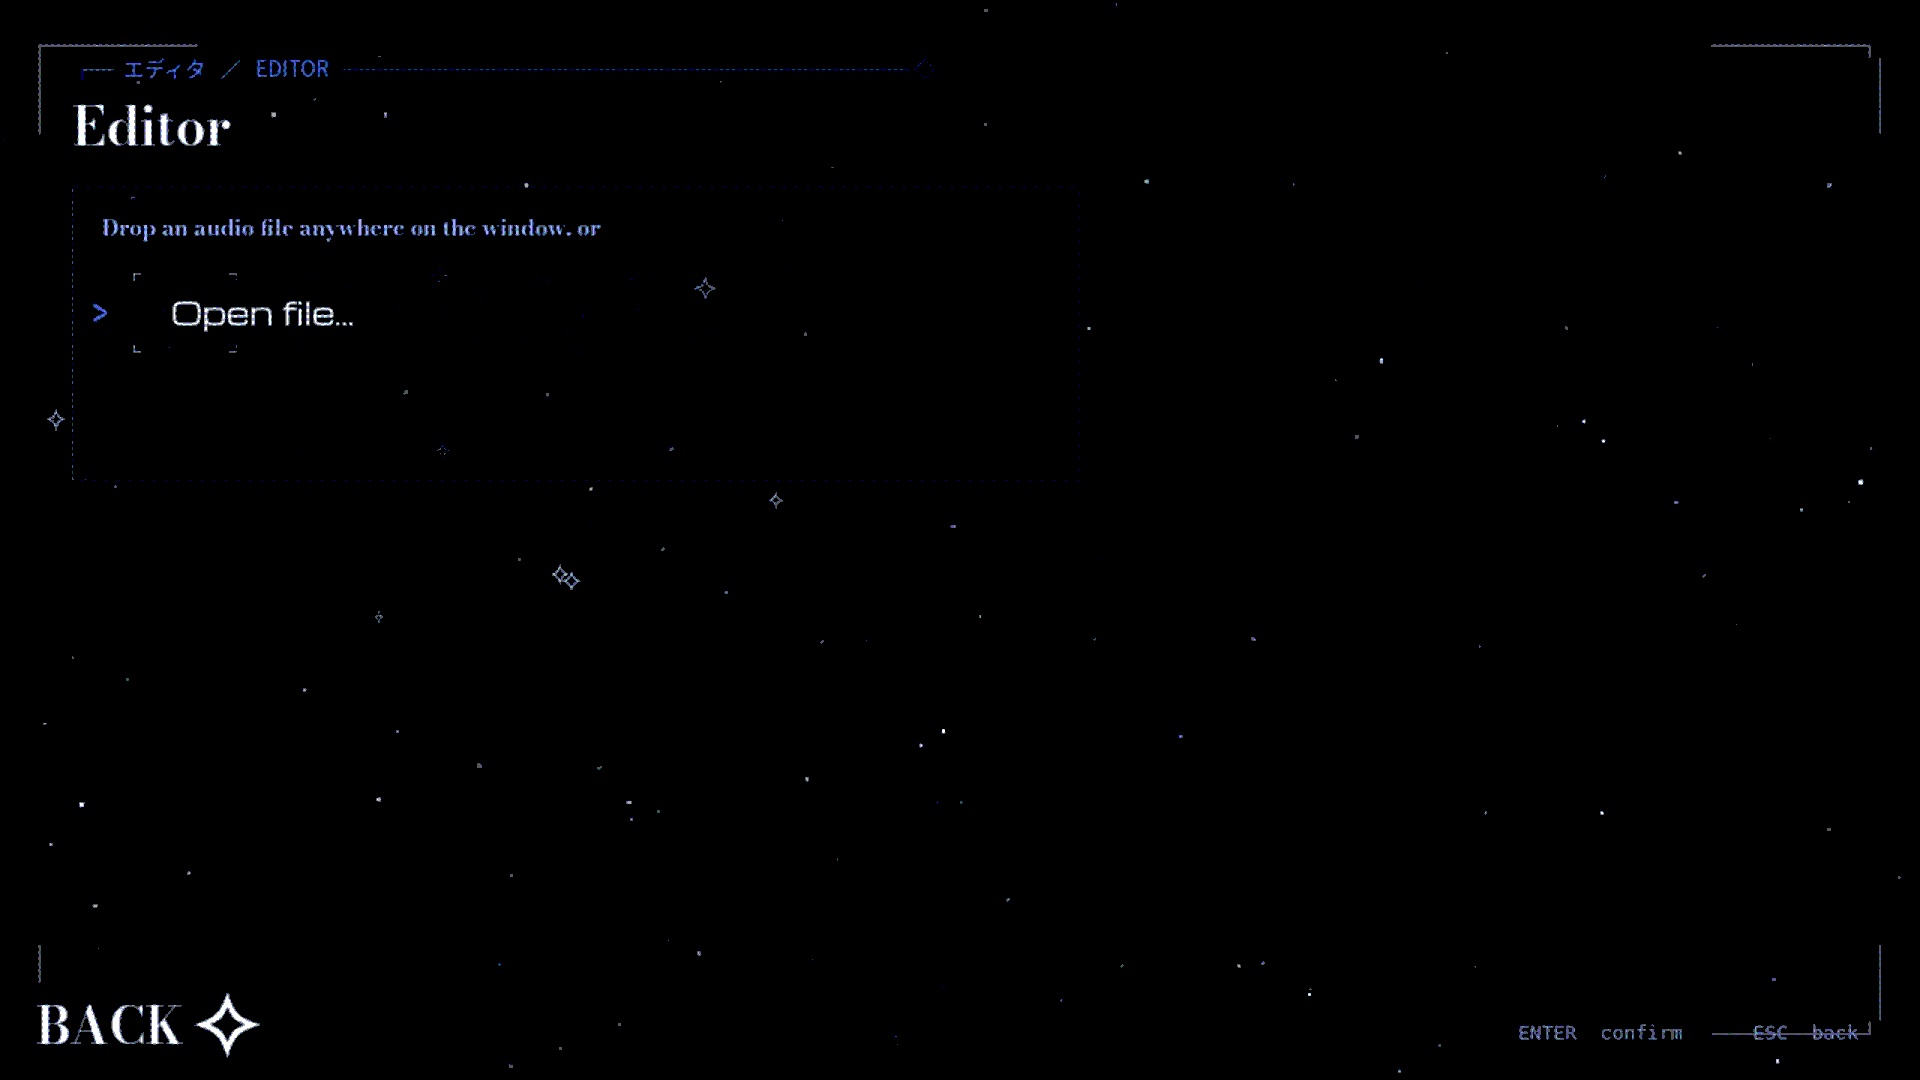 エディタ ／ EDITOR
Editor
Drop an audio file anywhere on the window, or
> Open file...
BACK
ENTER confirm ESC back